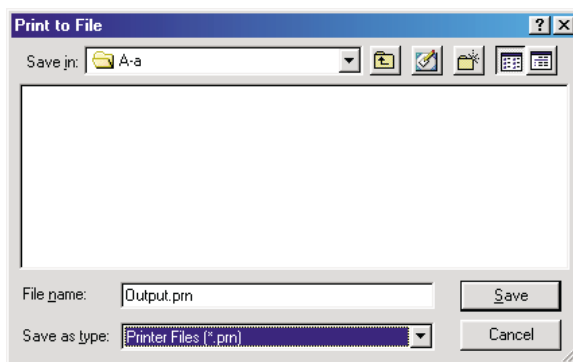 Print to File
Save in: A-a
File name: Output.prn Save
Save as type: Printer Files (*.prn) Cancel